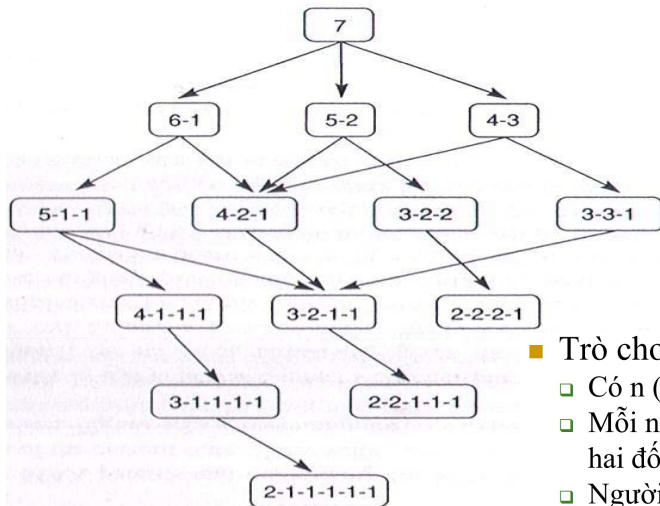 7
6-1 5-2 4-3
5-1-1 4-2-1 3-2-2 3-3-1
4-1-1-1 3-2-1-1 2-2-2-1
Trò cho
Có n (
3-1-1-1-1 2-2-1-1-1
Mỗi n
hai đố
Người
2-1-1-1-1-1